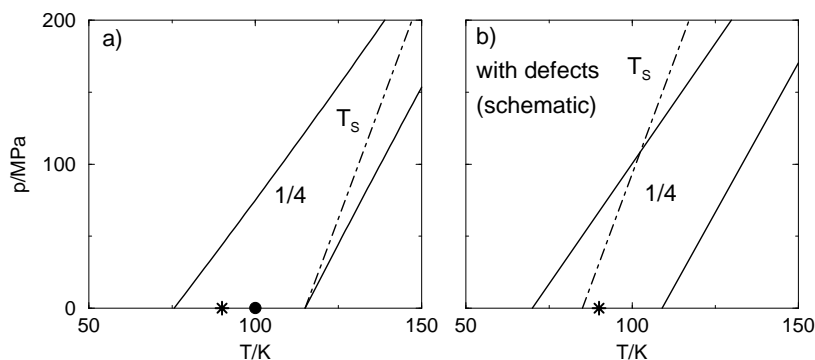 200
a)
b)
with defects
(schematic)
T_S
T_S
p/MPa
100
1/4
1/4
0
50
100
150
50
100
150
T/K
T/K